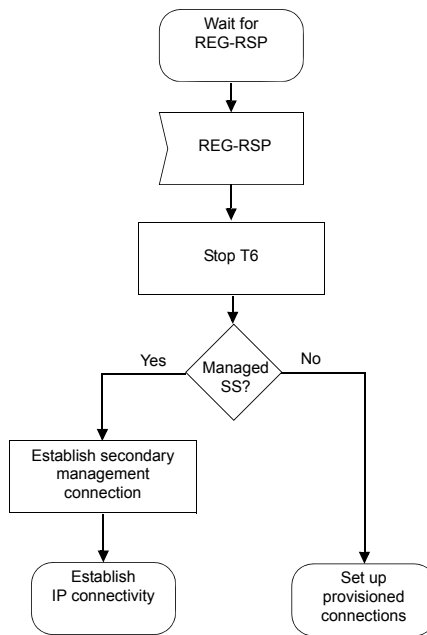 Wait for
REG-RSP
REG-RSP
Stop T6
Managed
SS?
Yes
No
Establish secondary
management
connection
Establish
IP connectivity
Set up
provisioned
connections